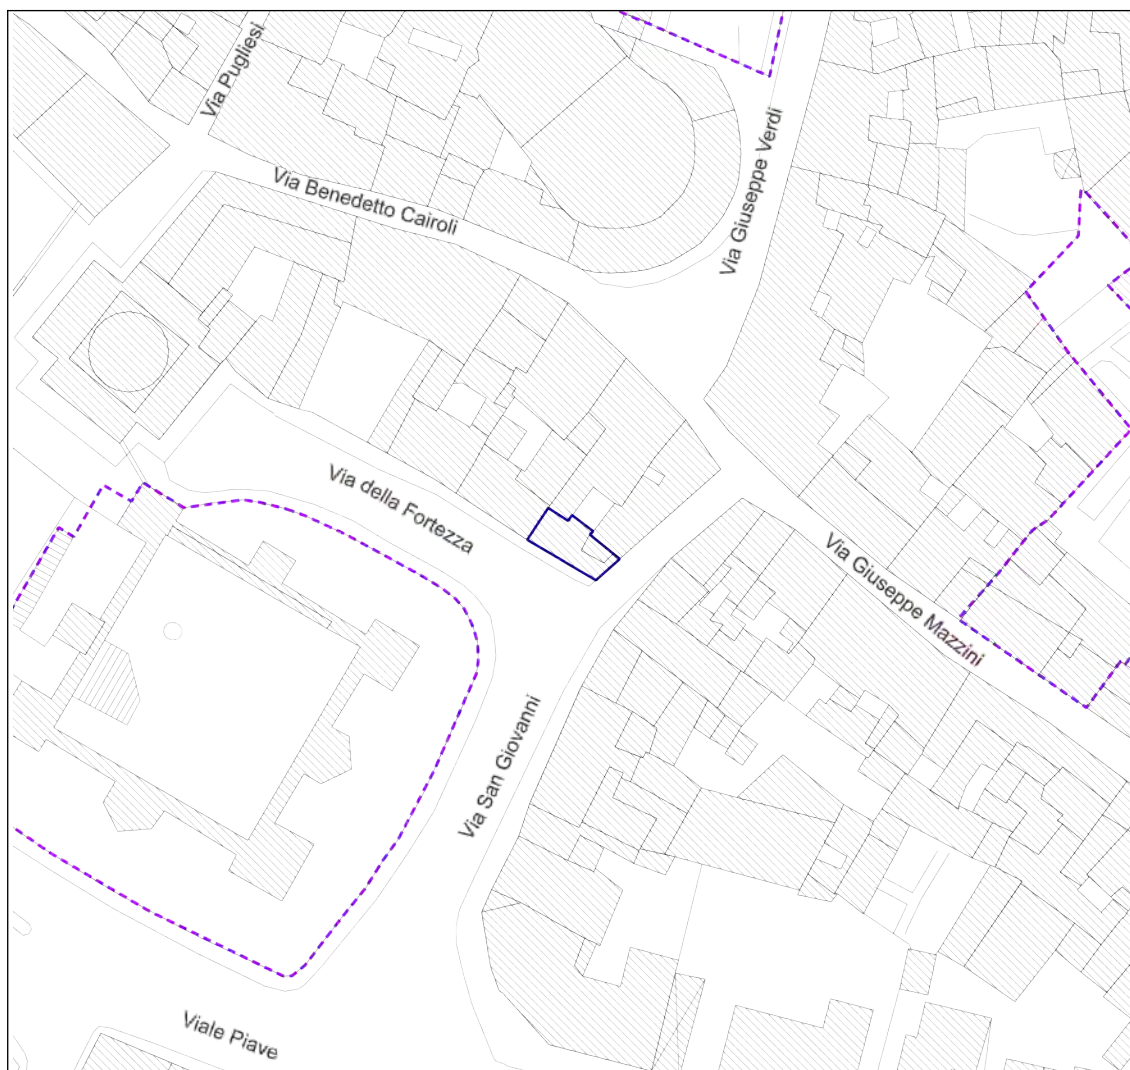 Via Pugliesi
Via Benedetto Cairoli
Via Giuseppe Verdi
Via della Fortezza
Via Giuseppe Mazzini
Via San Giovanni
Viale Piave